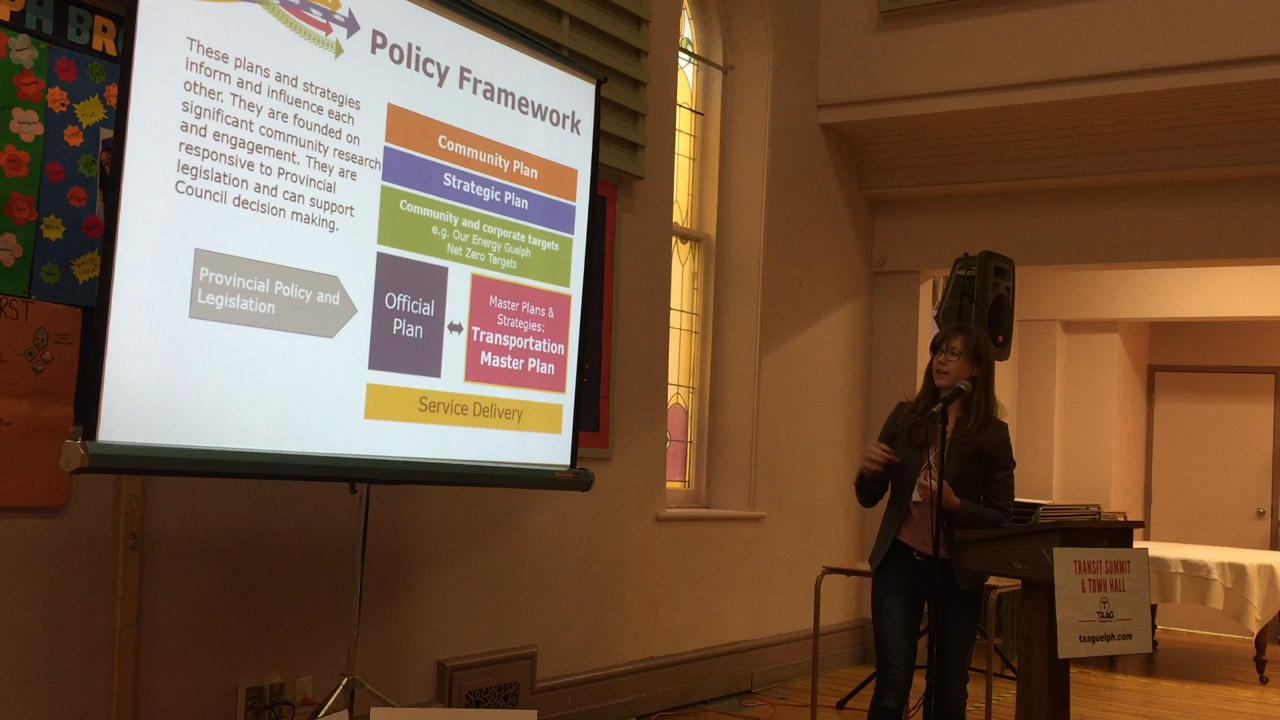 PH BR
Policy Framework
These plans and strategies
inform and influence each
other. They are founded on
significant community research
and engagement. They are
responsive to Provincial
legislation and can support
Council decision making.
Community Plan
Strategic Plan
Community and corporate targets
e.g. Our Energy Guelph
Net Zero Targets
Provincial Policy and
Legislation
Official
Plan
Master Plans &
Strategies:
Transportation
Master Plan
Service Delivery
TRANSIT SUMMIT
& TOWN HALL
TAAG
taaguelph.com